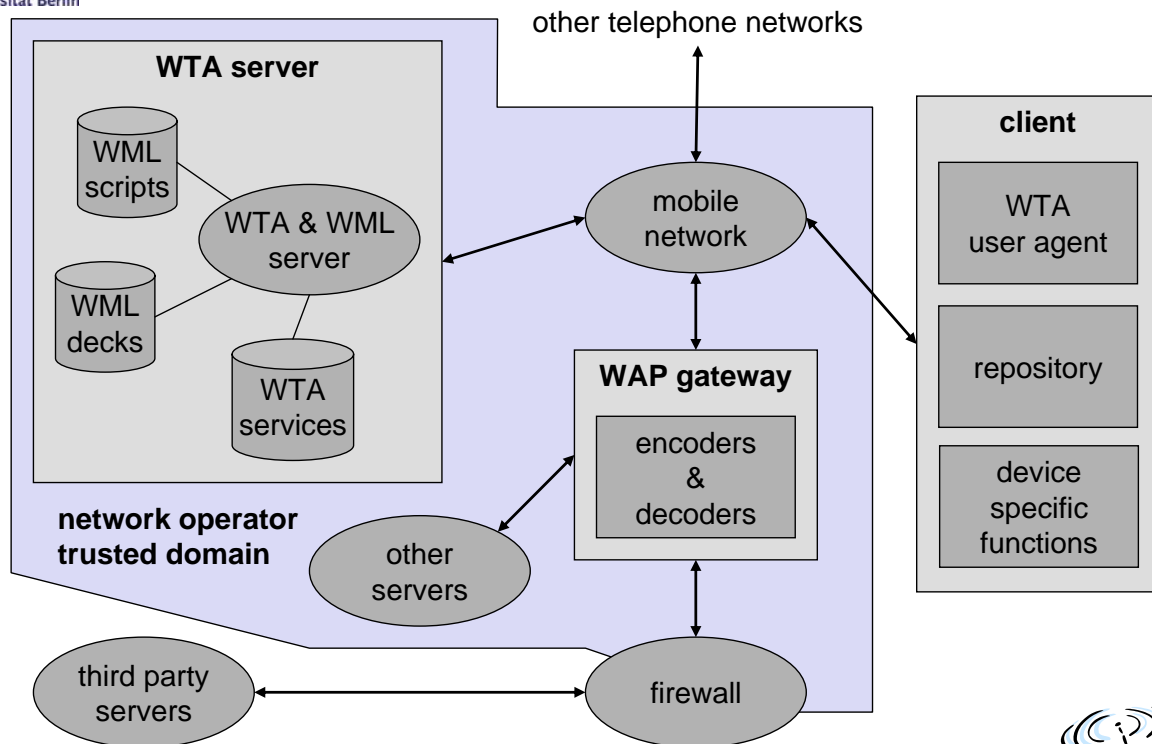 other telephone networks
WTA server
WML
scripts
WTA & WML
server
WML
decks
WTA
services
network operator
trusted domain
mobile
network
WAP gateway
encoders
&
decoders
other
servers
third party
servers
firewall
client
WTA
user agent
repository
device
specific
functions